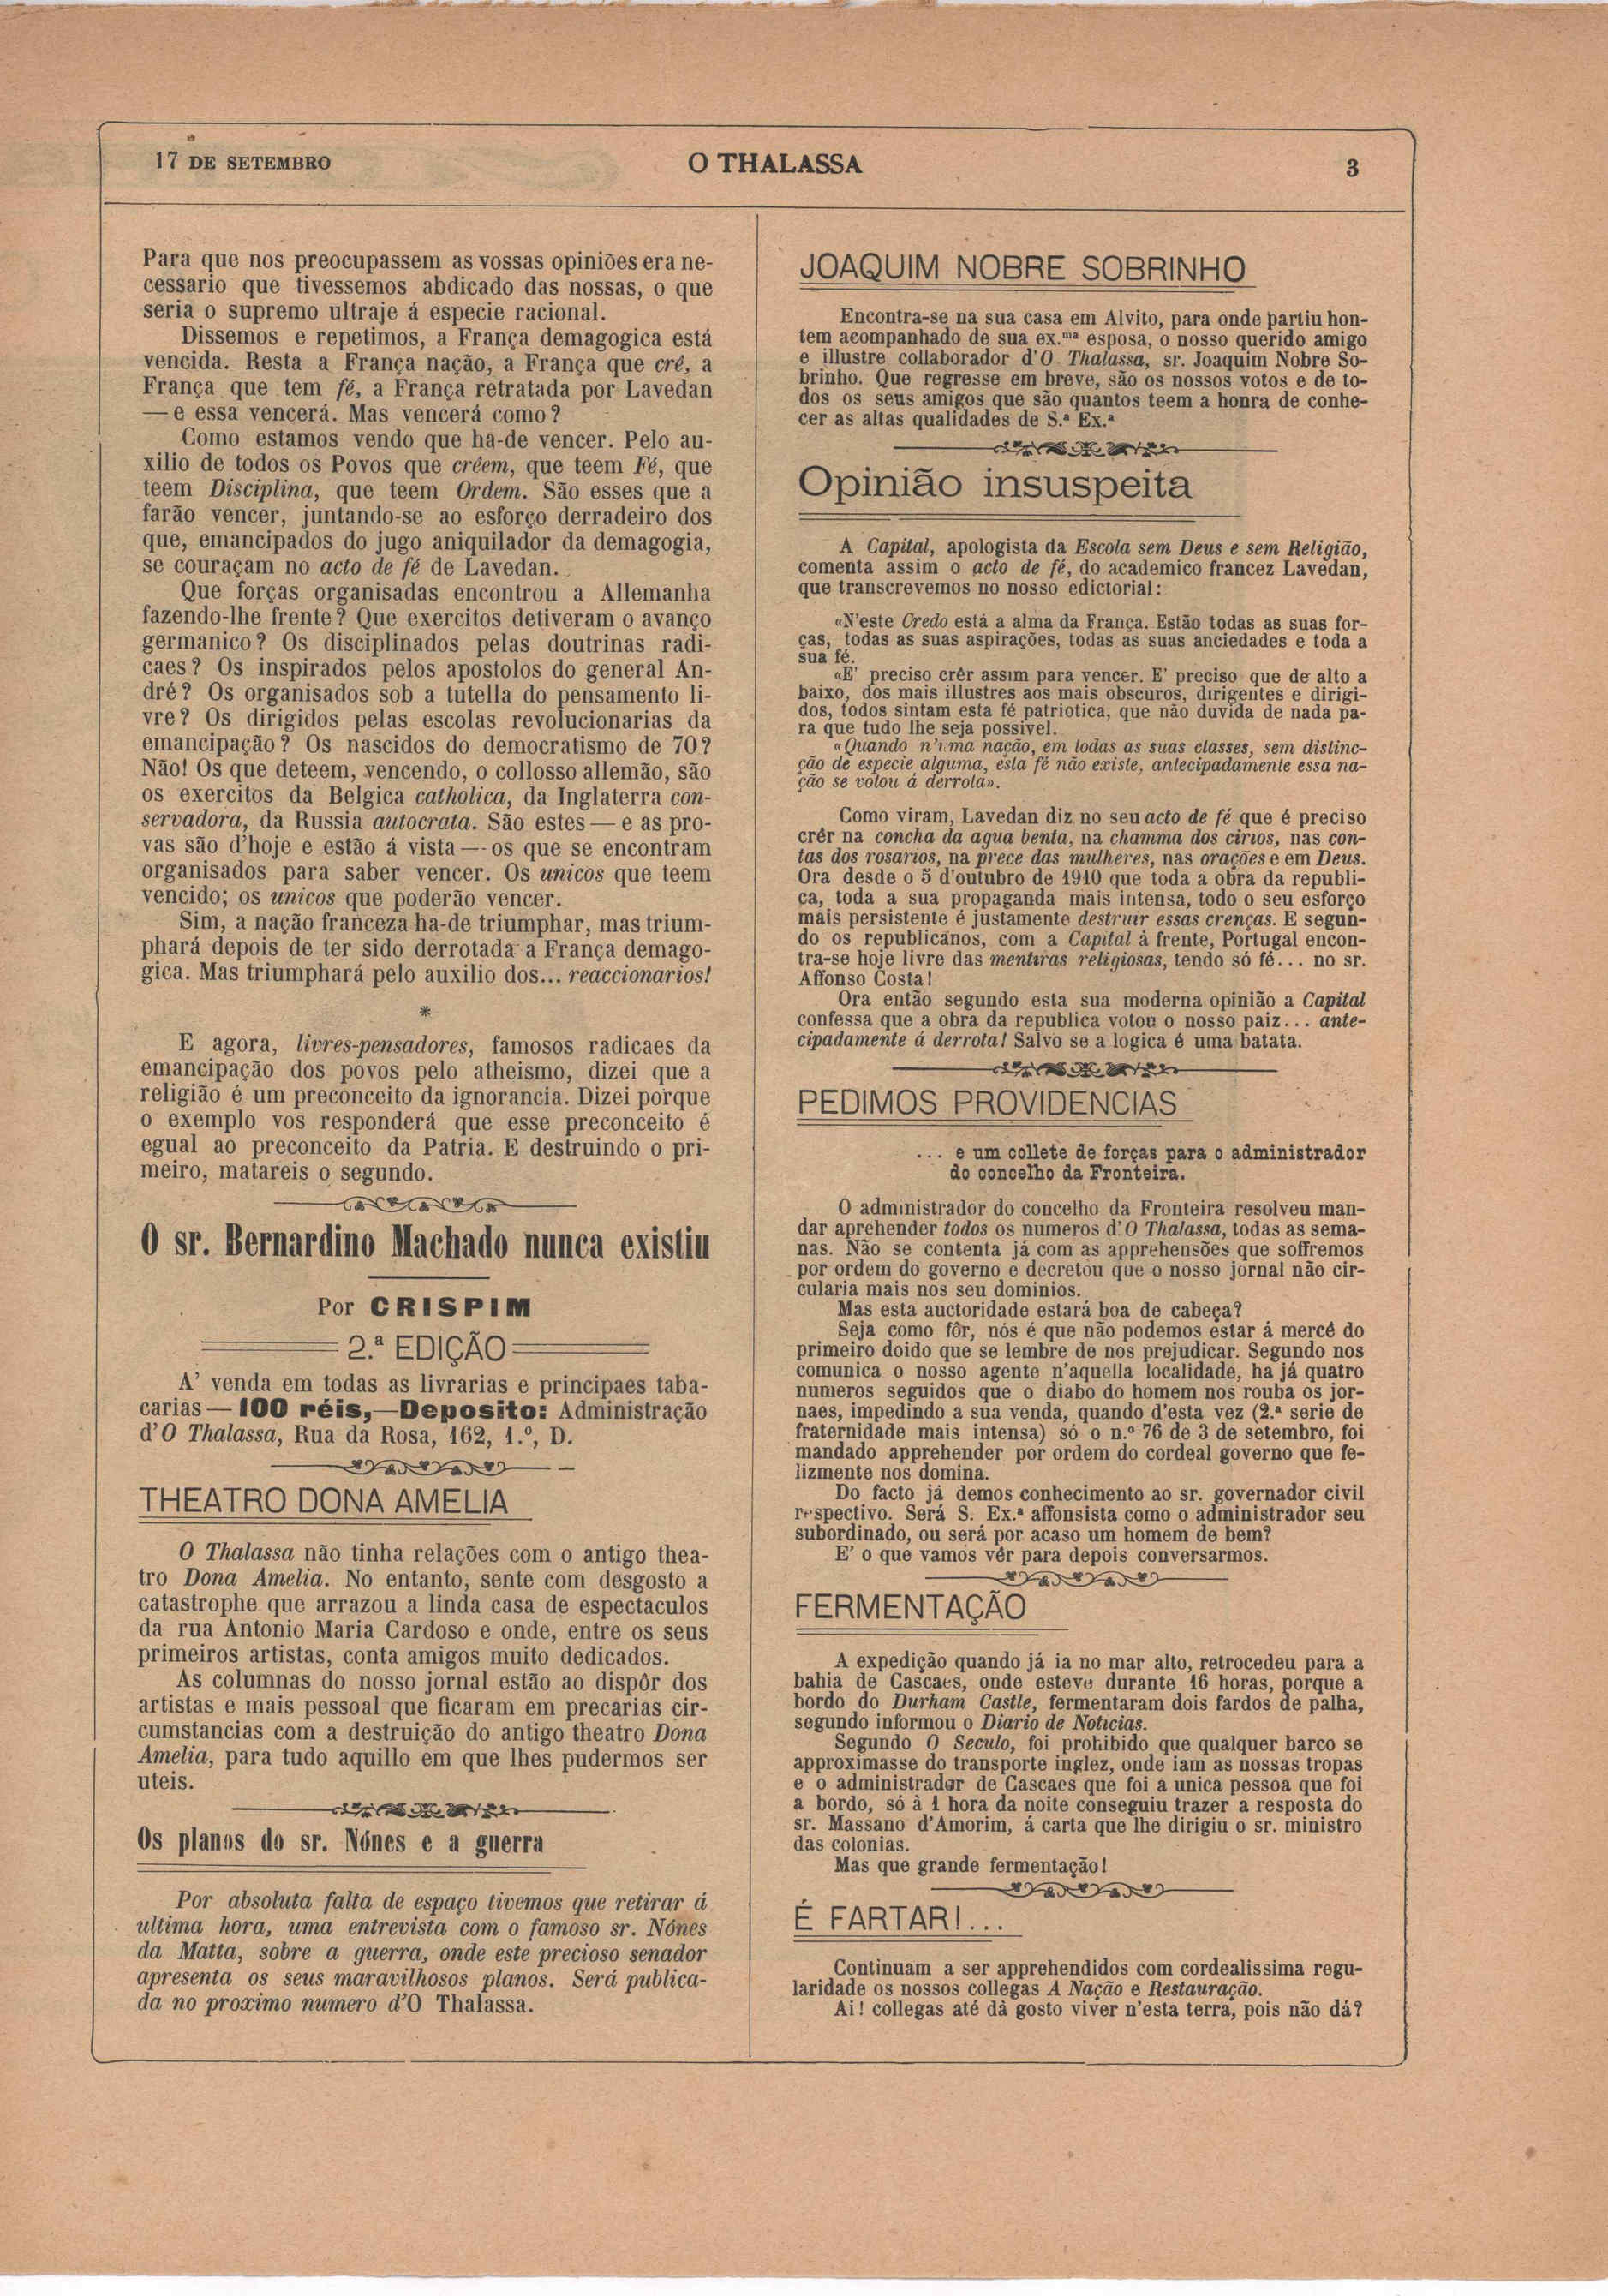 17 DE SETEMBRO
O THALASSA
3
Para que nos preocupassem as vossas opiniões era ne-
cessario que tivessemos abdicado das nossas, o que
seria o supremo ultraje á especie racional.
Dissemos e repetimos, a França demagogica está
vencida. Resta a França nação, a França que cré, a
França que tem fé, a França retratada por Lavedan
— e essa vencerá. Mas vencerá como?
Como estamos vendo que ha-de vencer. Pelo au-
xilio de todos os Povos que créem, que teem Fé, que
teem Disciplina, que teem Ordem. São esses que a
farão vencer, juntando-se ao esforço derradeiro dos
que, emancipados do jugo aniquilador da demagogia,
se couraçam no acto de fé de Lavedan.
Que forças organisadas encontrou a Allemanha
fazendo-lhe frente? Que exercitos detiveram o avanço
germanico? Os disciplinados pelas doutrinas radi-
caes? Os inspirados pelos apostolos do general An-
dré? Os organisados sob a tutella do pensamento li-
vre? Os dirigidos pelas escolas revolucionarias da
emancipação? Os nascidos do democratismo de 70?
Não! Os que deteem, vencendo, o collosso allemão, são
os exercitos da Belgica catholica, da Inglaterra con-
servadora, da Russia autocrata. São estes — e as pro-
vas são d'hoje e estão á vista — os que se encontram
organisados para saber vencer. Os unicos que teem
vencido; os unicos que poderão vencer.
Sim, a nação franceza ha-de triumphar, mas trium-
phará depois de ter sido derrotada a França demago-
gica. Mas triumphará pelo auxilio dos... reaccionarios!
*
E agora, livres-pensadores, famosos radicaes da
emancipação dos povos pelo atheismo, dizei que a
religião é um preconceito da ignorancia. Dizei porque
o exemplo vos responderá que esse preconceito é
egual ao preconceito da Patria. E destruindo o pri-
meiro, matareis o segundo.
O sr. Bernardino Machado nunca existiu
Por CRISPIM
2.ª EDIÇÃO
A' venda em todas as livrarias e principaes taba-
carias — 100 réis,—Deposito: Administração
d'O Thalassa, Rua da Rosa, 162, 1.º, D.
THEATRO DONA AMELIA
O Thalassa não tinha relações com o antigo thea-
tro Dona Amelia. No entanto, sente com desgosto a
catastrophe que arrazou a linda casa de espectaculos
da rua Antonio Maria Cardoso e onde, entre os seus
primeiros artistas, conta amigos muito dedicados.
As columnas do nosso jornal estão ao dispôr dos
artistas e mais pessoal que ficaram em precarias cir-
cumstancias com a destruição do antigo theatro Dona
Amelia, para tudo aquillo em que lhes pudermos ser
uteis.
Os planos do sr. Nónes e a guerra
Por absoluta falta de espaço tivemos que retirar á
ultima hora, uma entrevista com o famoso sr. Nónes
da Matta, sobre a guerra, onde este precioso senador
apresenta os seus maravilhosos planos. Será publica-
da no proximo numero d'O Thalassa.
JOAQUIM NOBRE SOBRINHO
Encontra-se na sua casa em Alvito, para onde partiu hon-
tem acompanhado de sua ex.ᵐᵃ esposa, o nosso querido amigo
e illustre collaborador d'O Thalassa, sr. Joaquim Nobre So-
brinho. Que regresse em breve, são os nossos votos e de to-
dos os seus amigos que são quantos teem a honra de conhe-
cer as altas qualidades de S.ª Ex.ª
Opinião insuspeita
A Capital, apologista da Escola sem Deus e sem Religião,
comenta assim o acto de fé, do academico francez Lavedan,
que transcrevemos no nosso edictorial:
«N'este Credo está a alma da França. Estão todas as suas for-
ças, todas as suas aspirações, todas as suas anciedades e toda a
sua fé.
«E' preciso crêr assim para vencer. E' preciso que de alto a
baixo, dos mais illustres aos mais obscuros, dirigentes e dirigi-
dos, todos sintam esta fé patriotica, que não duvida de nada pa-
ra que tudo lhe seja possivel.
«Quando n'uma nação, em todas as suas classes, sem distinc-
ção de especie alguma, esta fé não existe, antecipadamente essa na-
ção se votou á derrota».
Como viram, Lavedan diz no seu acto de fé que é preciso
crêr na concha da agua benta, na chamma dos cirios, nas con-
tas dos rosarios, na prece das mulheres, nas orações e em Deus.
Ora desde o 5 d'outubro de 1910 que toda a obra da republi-
ca, toda a sua propaganda mais intensa, todo o seu esforço
mais persistente é justamente destruir essas crenças. E segun-
do os republicanos, com a Capital à frente, Portugal encon-
tra-se hoje livre das mentiras religiosas, tendo só fé... no sr.
Affonso Costa!
Ora então segundo esta sua moderna opinião a Capital
confessa que a obra da republica votou o nosso paiz... ante-
cipadamente á derrota! Salvo se a logica é uma batata.
PEDIMOS PROVIDENCIAS
... e um collete de forças para o administrador
do concelho da Fronteira.
O administrador do concelho da Fronteira resolveu man-
dar aprehender todos os numeros d'O Thalassa, todas as sema-
nas. Não se contenta já com as apprehensões que soffremos
por ordem do governo e decretou que o nosso jornal não cir-
cularia mais nos seu dominios.
Mas esta auctoridade estará boa de cabeça?
Seja como fôr, nós é que não podemos estar á mercê do
primeiro doido que se lembre de nos prejudicar. Segundo nos
comunica o nosso agente n'aquella localidade, ha já quatro
numeros seguidos que o diabo do homem nos rouba os jor-
naes, impedindo a sua venda, quando d'esta vez (2.ª serie de
fraternidade mais intensa) só o n.º 76 de 3 de setembro, foi
mandado apprehender por ordem do cordeal governo que fe-
lizmente nos domina.
Do facto já demos conhecimento ao sr. governador civil
respectivo. Será S. Ex.ª affonsista como o administrador seu
subordinado, ou será por acaso um homem de bem?
E' o que vamos vêr para depois conversarmos.
FERMENTAÇÃO
A expedição quando já ia no mar alto, retrocedeu para a
bahia de Cascaes, onde esteve durante 16 horas, porque a
bordo do Durham Castle, fermentaram dois fardos de palha,
segundo informou o Diario de Noticias.
Segundo O Seculo, foi prohibido que qualquer barco se
approximasse do transporte inglez, onde iam as nossas tropas
e o administrador de Cascaes que foi a unica pessoa que foi
a bordo, só à 1 hora da noite conseguiu trazer a resposta do
sr. Massano d'Amorim, á carta que lhe dirigiu o sr. ministro
das colonias.
Mas que grande fermentação!
É FARTAR!...
Continuam a ser apprehendidos com cordealissima regu-
laridade os nossos collegas A Nação e Restauração.
Ai! collegas até dà gosto viver n'esta terra, pois não dá?